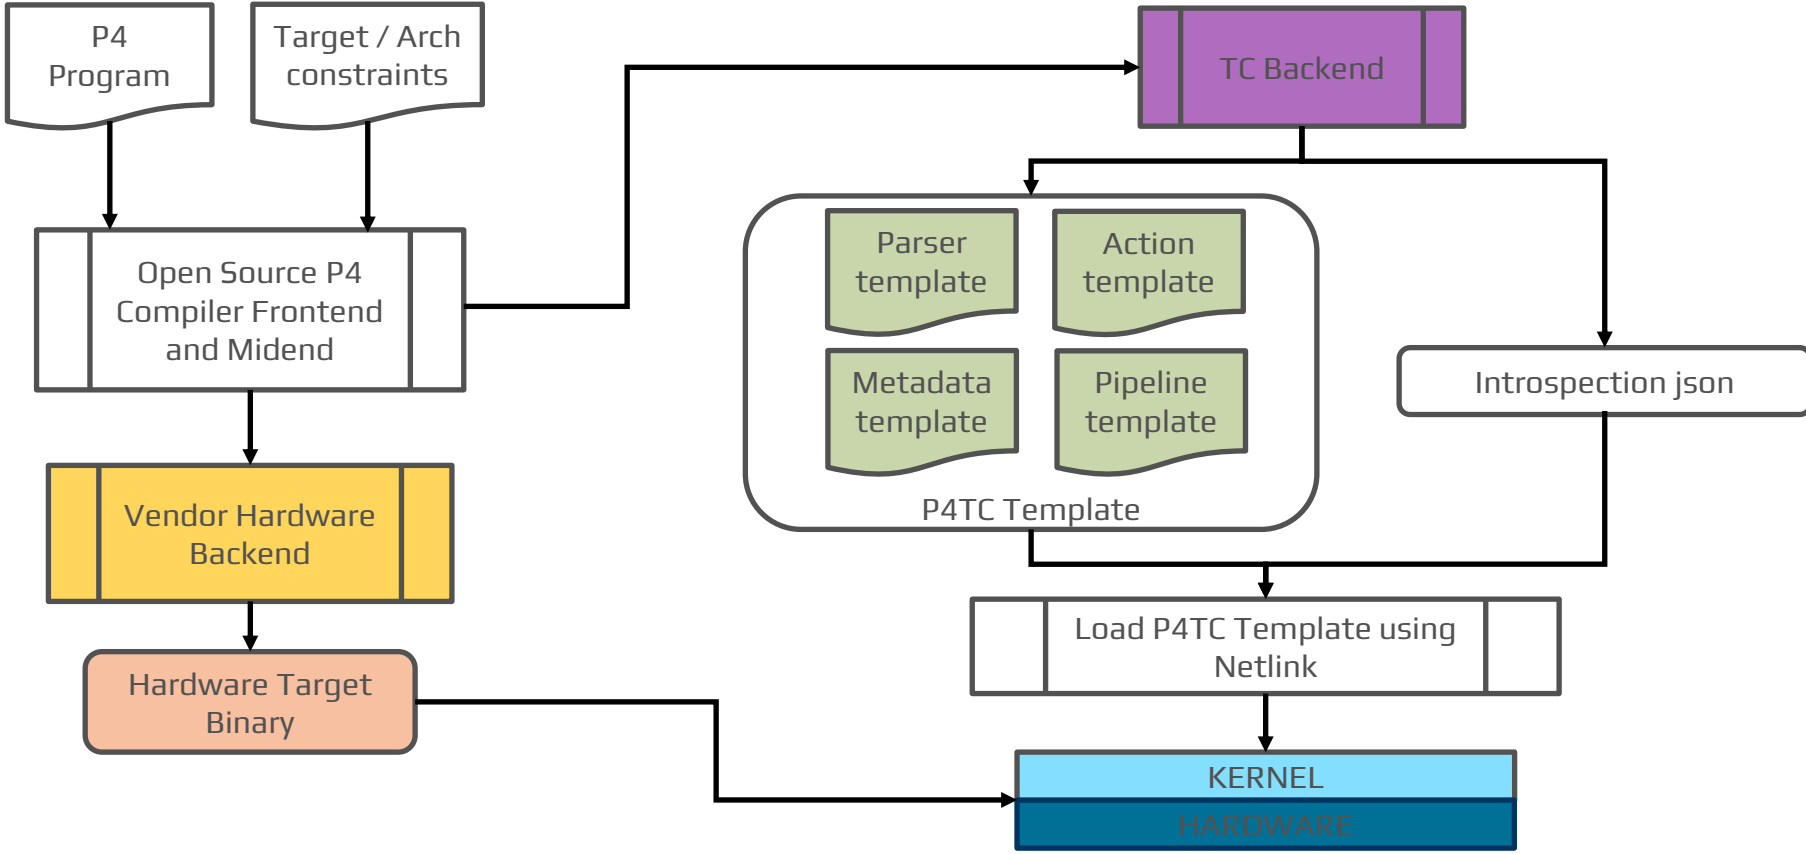 P4
Program
Target / Arch
constraints
TC Backend
Open Source P4
Compiler Frontend
and Midend
Parser
template
Action
template
Metadata
template
Pipeline
template
P4TC Template
Introspection json
Vendor Hardware
Backend
Load P4TC Template using
Netlink
Hardware Target
Binary
KERNEL
HARDWARE